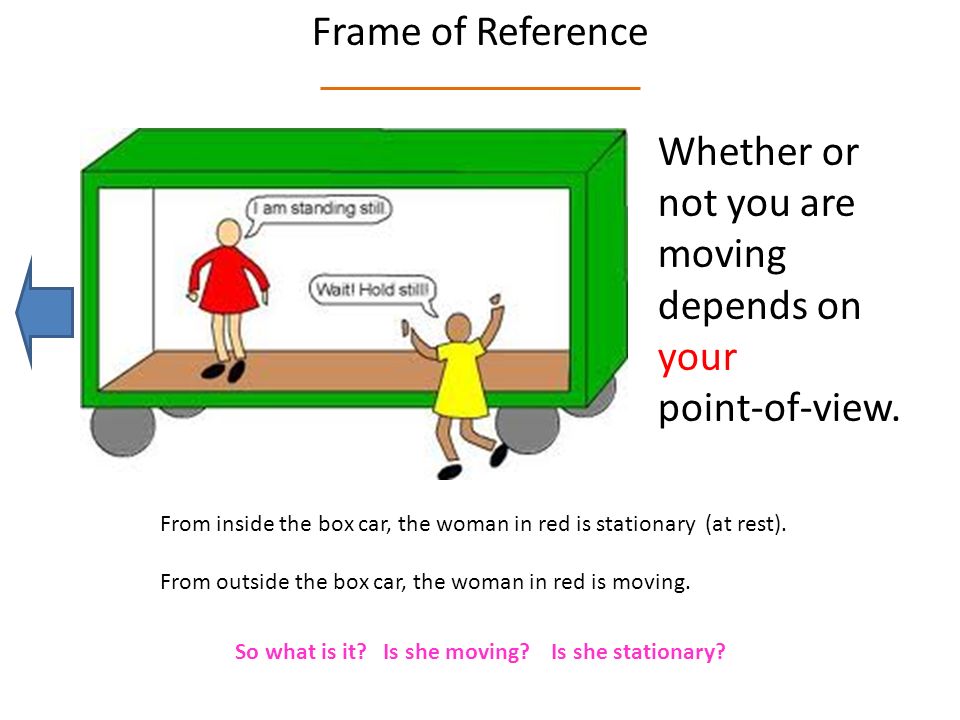 Frame of Reference
I am standing still.
Wait! Hold still!
Whether or
not you are
moving
depends on
your
point-of-view.
From inside the box car, the woman in red is stationary (at rest).
From outside the box car, the woman in red is moving.
So what is it? Is she moving? Is she stationary?